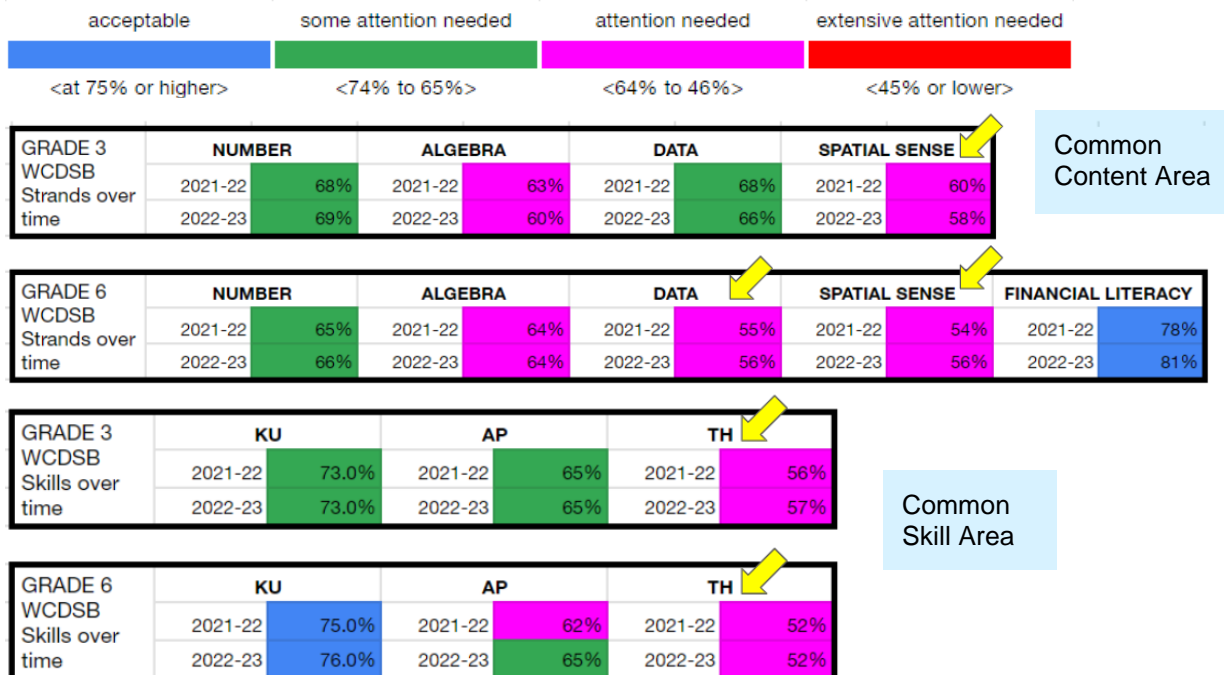 acceptable some attention needed attention needed extensive attention needed
<at 75% or higher> <74% to 65%> <64% to 46%> <45% or lower>
GRADE 3 NUMBER ALGEBRA DATA SPATIAL SENSE
WCDSB 2021-22 68% 2021-22 63% 2021-22 68% 2021-22 60%
Strands over
time 2022-23 69% 2022-23 60% 2022-23 66% 2022-23 58%
Common
Content Area
GRADE 6 NUMBER ALGEBRA DATA SPATIAL SENSE FINANCIAL LITERACY
WCDSB 2021-22 65% 2021-22 64% 2021-22 55% 2021-22 54% 2021-22 78%
Strands over
time 2022-23 66% 2022-23 64% 2022-23 56% 2022-23 56% 2022-23 81%
GRADE 3 KU AP TH
WCDSB 2021-22 73.0% 2021-22 65% 2021-22 56%
Skills over
time 2022-23 73.0% 2022-23 65% 2022-23 57%
Common
Skill Area
GRADE 6 KU AP TH
WCDSB 2021-22 75.0% 2021-22 62% 2021-22 52%
Skills over
time 2022-23 76.0% 2022-23 65% 2022-23 52%